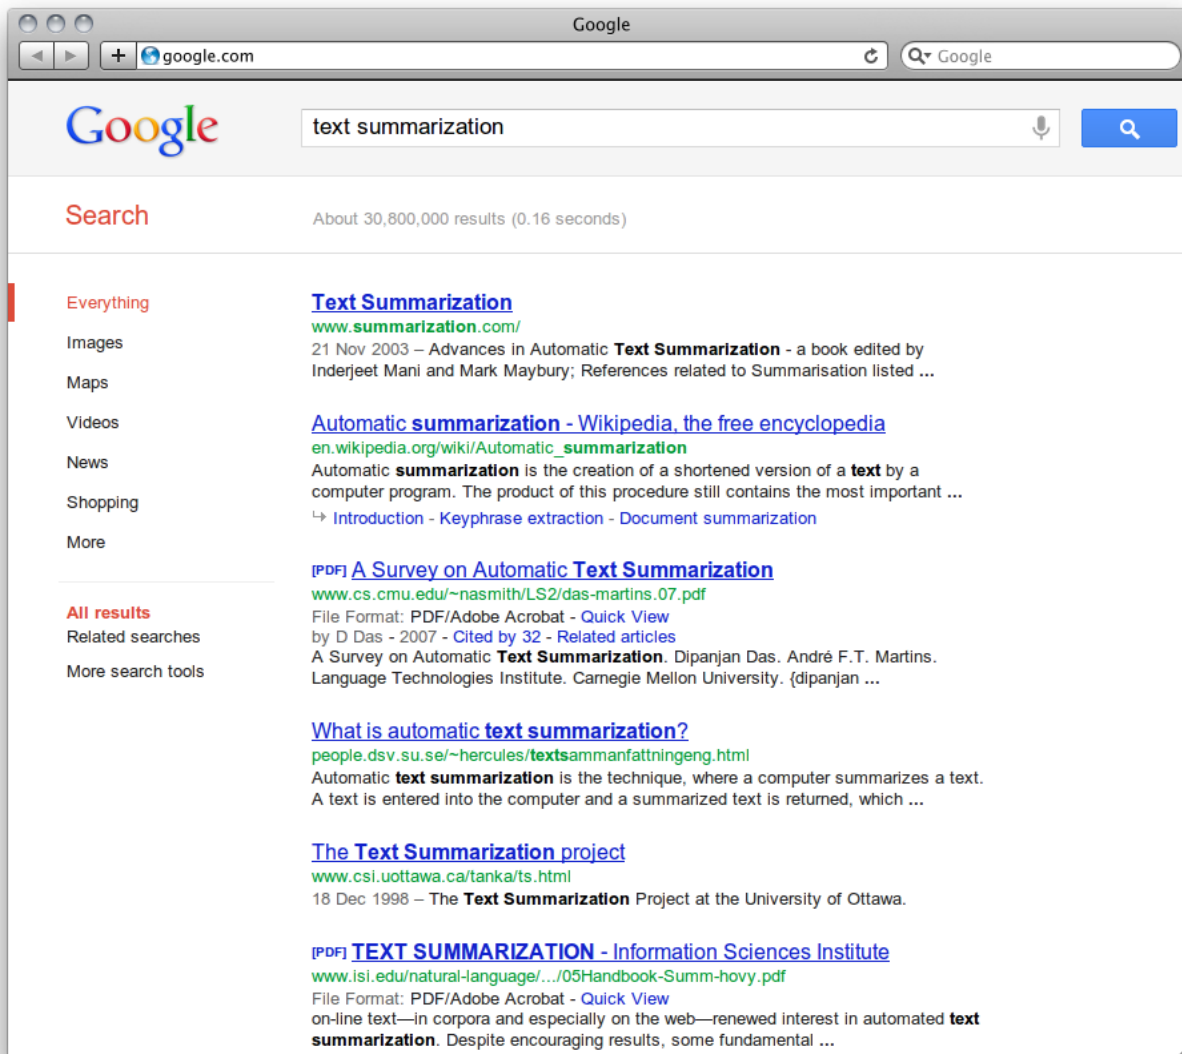 Google
google.com
Google
Google
text summarization
Search
About 30,800,000 results (0.16 seconds)
Everything
Images
Maps
Videos
News
Shopping
More
All results
Related searches
More search tools
Text Summarization
www.summarization.com/
21 Nov 2003 – Advances in Automatic Text Summarization - a book edited by
Inderjeet Mani and Mark Maybury; References related to Summarisation listed ...
Automatic summarization - Wikipedia, the free encyclopedia
en.wikipedia.org/wiki/Automatic_summarization
Automatic summarization is the creation of a shortened version of a text by a
computer program. The product of this procedure still contains the most important ...
Introduction - Keyphrase extraction - Document summarization
[PDF] A Survey on Automatic Text Summarization
www.cs.cmu.edu/~nasmith/LS2/das-martins.07.pdf
File Format: PDF/Adobe Acrobat - Quick View
by D Das - 2007 - Cited by 32 - Related articles
A Survey on Automatic Text Summarization. Dipanjan Das. André F.T. Martins.
Language Technologies Institute. Carnegie Mellon University. {dipanjan ...
What is automatic text summarization?
people.dsv.su.se/~hercules/textsammanfattningeng.html
Automatic text summarization is the technique, where a computer summarizes a text.
A text is entered into the computer and a summarized text is returned, which ...
The Text Summarization project
www.csi.uottawa.ca/tanka/ts.html
18 Dec 1998 – The Text Summarization Project at the University of Ottawa.
[PDF] TEXT SUMMARIZATION - Information Sciences Institute
www.isi.edu/natural-language/.../05Handbook-Summ-hovy.pdf
File Format: PDF/Adobe Acrobat - Quick View
on-line text—in corpora and especially on the web—renewed interest in automated text
summarization. Despite encouraging results, some fundamental ...